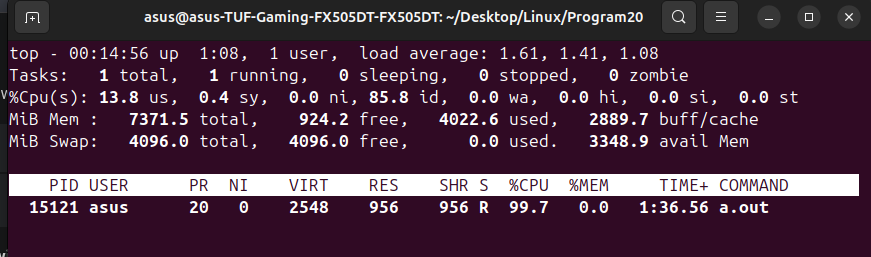 asus@asus-TUF-Gaming-FX505DT-FX505DT: ~/Desktop/Linux/Program20
top - 00:14:56 up  1:08,  1 user,  load average: 1.61, 1.41, 1.08
Tasks:   1 total,   1 running,   0 sleeping,   0 stopped,   0 zombie
%Cpu(s): 13.8 us,  0.4 sy,  0.0 ni, 85.8 id,  0.0 wa,  0.0 hi,  0.0 si,  0.0 st
MiB Mem :   7371.5 total,    924.2 free,   4022.6 used,   2889.7 buff/cache
MiB Swap:   4096.0 total,   4096.0 free,      0.0 used.   3348.9 avail Mem
    PID USER      PR  NI    VIRT    RES    SHR S  %CPU  %MEM     TIME+ COMMAND
  15121 asus      20   0    2548    956    956 R  99.7   0.0   1:36.56 a.out